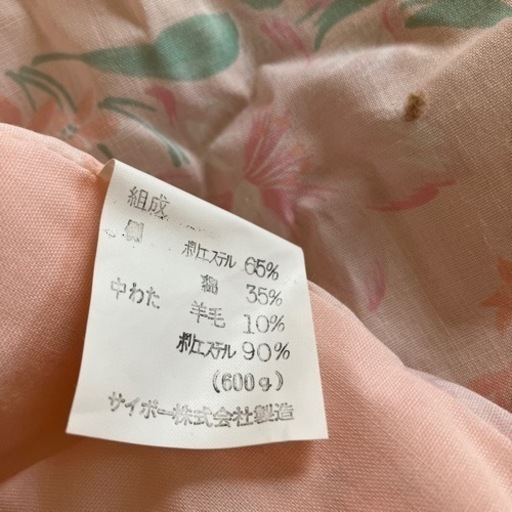 組成
側
ポリエステル 65%
綿 35%
中わた 羊毛 10%
ポリエステル 90%
(600g)
サイボー株式会社製造